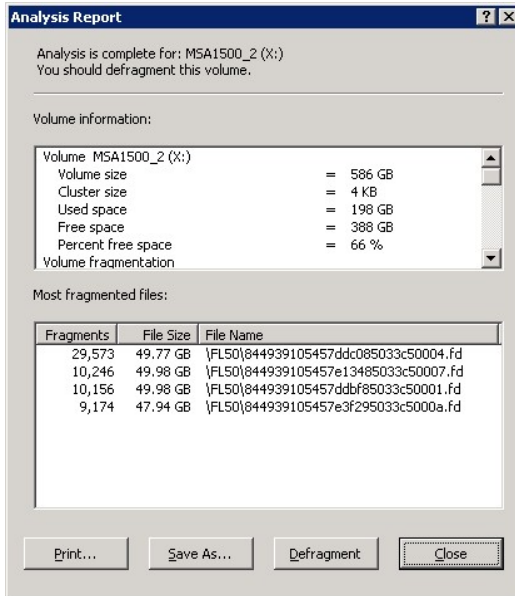 Analysis Report
Analysis is complete for: MSA1500_2 (X:)
You should defragment this volume.
Volume information:
Volume MSA1500_2 (X:)
Volume size = 586 GB
Cluster size = 4 KB
Used space = 198 GB
Free space = 388 GB
Percent free space = 66 %
Volume fragmentation
Most fragmented files:
Fragments File Size File Name
29,573 49.77 GB \FL50\844939105457ddc085033c50004.fd
10,246 49.98 GB \FL50\844939105457e13485033c50007.fd
10,156 49.98 GB \FL50\844939105457ddbf85033c50001.fd
9,174 47.94 GB \FL50\844939105457e3f295033c5000a.fd
Print... Save As... Defragment Close